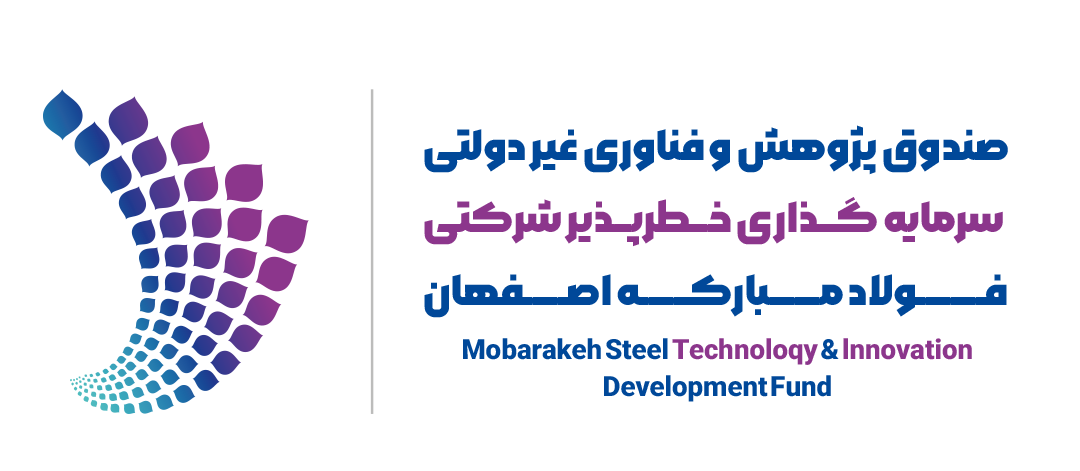 صندوق پژوهش و فناوری غیر دولتی
سرمایه گذاری خطرپذیر شرکتی
فولاد مبارکه اصفهان
Mobarakeh Steel Technoloqy & Innovation
Development Fund